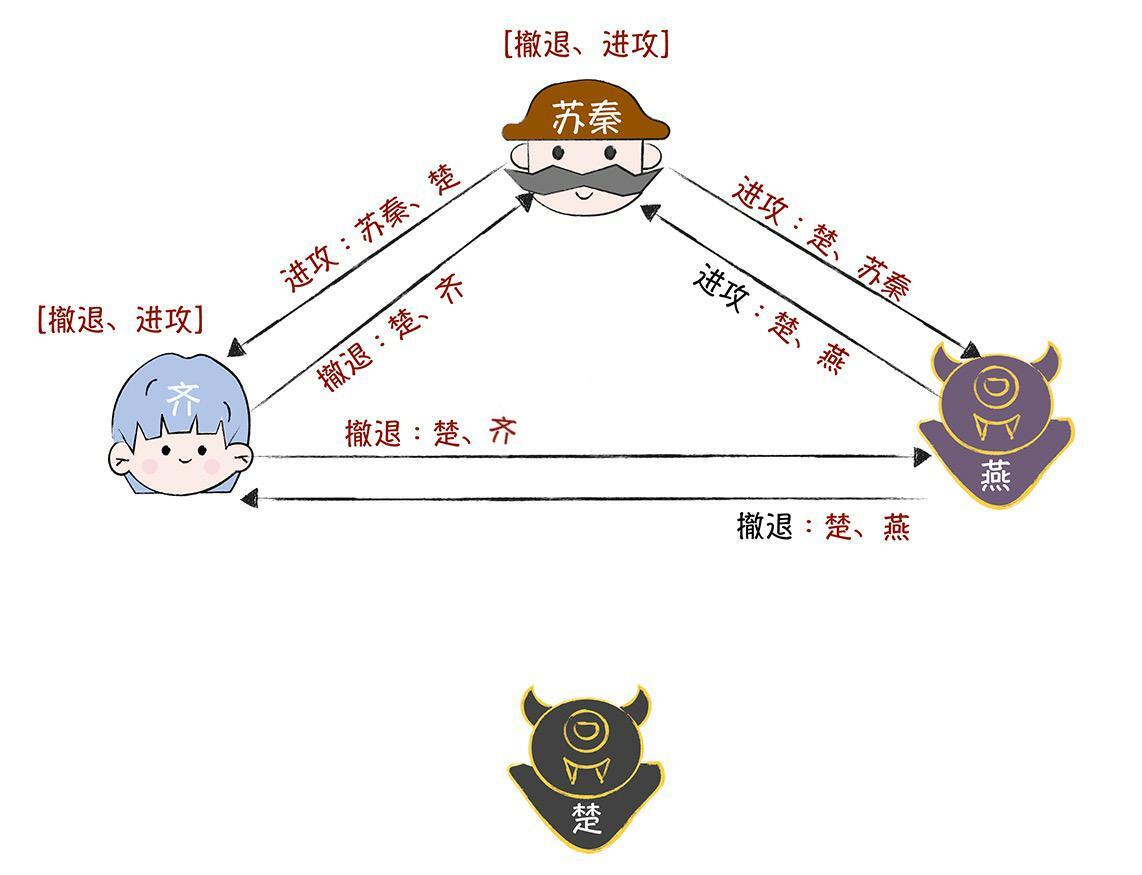 [撤退、进攻]
苏秦
进攻：苏秦、楚
进攻：楚、苏秦
撤退：楚、齐
进攻：楚、燕
[撤退、进攻]
齐
撤退：楚、齐
燕
撤退：楚、燕
楚